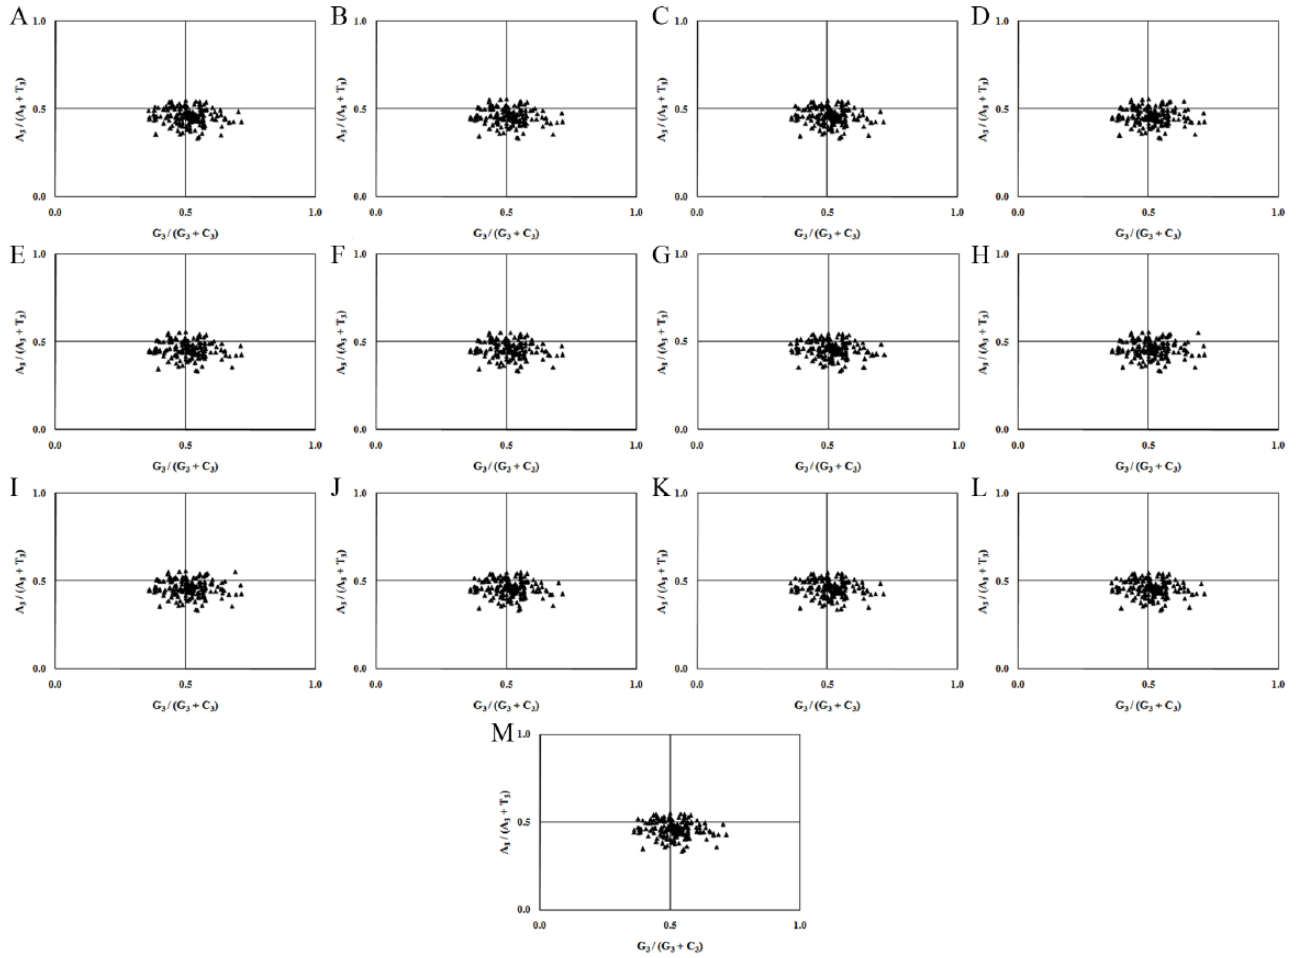 A B C D
1.0 1.0 1.0 1.0
A3 / (A3 + T3) A3 / (A3 + T3) A3 / (A3 + T3) A3 / (A3 + T3)
0.5 0.5 0.5 0.5
0.0 0.0 0.0 0.0
0.0 0.5 1.0 0.0 0.5 1.0 0.0 0.5 1.0 0.0 0.5 1.0
G3 / (G3 + C3) G3 / (G3 + C3) G3 / (G3 + C3) G3 / (G3 + C3)
E F G H
1.0 1.0 1.0 1.0
A3 / (A3 + T3) A3 / (A3 + T3) A3 / (A3 + T3) A3 / (A3 + T3)
0.5 0.5 0.5 0.5
0.0 0.0 0.0 0.0
0.0 0.5 1.0 0.0 0.5 1.0 0.0 0.5 1.0 0.0 0.5 1.0
G3 / (G3 + C3) G3 / (G3 + C3) G3 / (G3 + C3) G3 / (G3 + C3)
I J K L
1.0 1.0 1.0 1.0
A3 / (A3 + T3) A3 / (A3 + T3) A3 / (A3 + T3) A3 / (A3 + T3)
0.5 0.5 0.5 0.5
0.0 0.0 0.0 0.0
0.0 0.5 1.0 0.0 0.5 1.0 0.0 0.5 1.0 0.0 0.5 1.0
G3 / (G3 + C3) G3 / (G3 + C3) G3 / (G3 + C3) G3 / (G3 + C3)
M
1.0
A3 / (A3 + T3)
0.5
0.0
0.0 0.5 1.0
G3 / (G3 + C3)